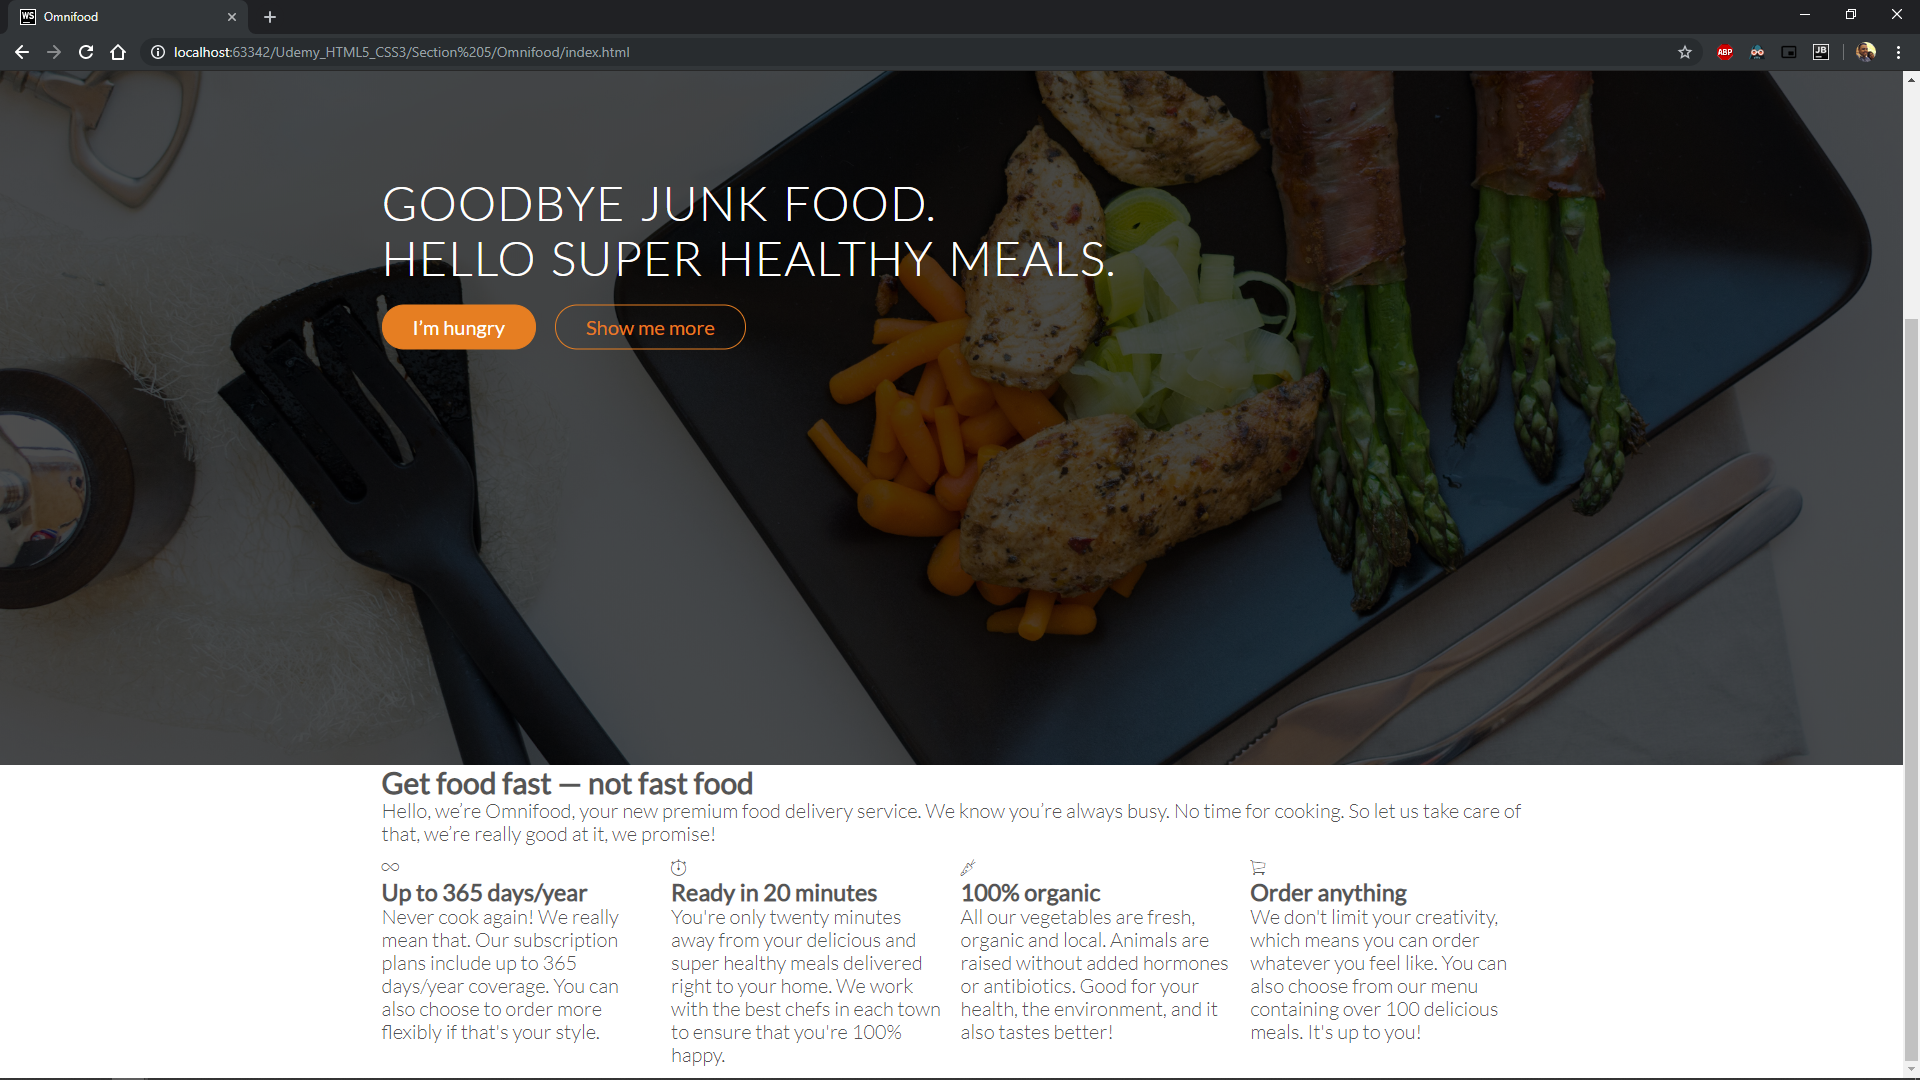 WS Omnifood
localhost:63342/Udemy_HTML5_CSS3/Section%205/Omnifood/index.html
ABP
JB
GOODBYE JUNK FOOD.
HELLO SUPER HEALTHY MEALS.
I’m hungry
Show me more
Get food fast — not fast food
Hello, we’re Omnifood, your new premium food delivery service. We know you’re always busy. No time for cooking. So let us take care of
that, we’re really good at it, we promise!
Up to 365 days/year
Never cook again! We really
mean that. Our subscription
plans include up to 365
days/year coverage. You can
also choose to order more
flexibly if that's your style.
Ready in 20 minutes
You're only twenty minutes
away from your delicious and
super healthy meals delivered
right to your home. We work
with the best chefs in each town
to ensure that you're 100%
happy.
100% organic
All our vegetables are fresh,
organic and local. Animals are
raised without added hormones
or antibiotics. Good for your
health, the environment, and it
also tastes better!
Order anything
We don't limit your creativity,
which means you can order
whatever you feel like. You can
also choose from our menu
containing over 100 delicious
meals. It's up to you!